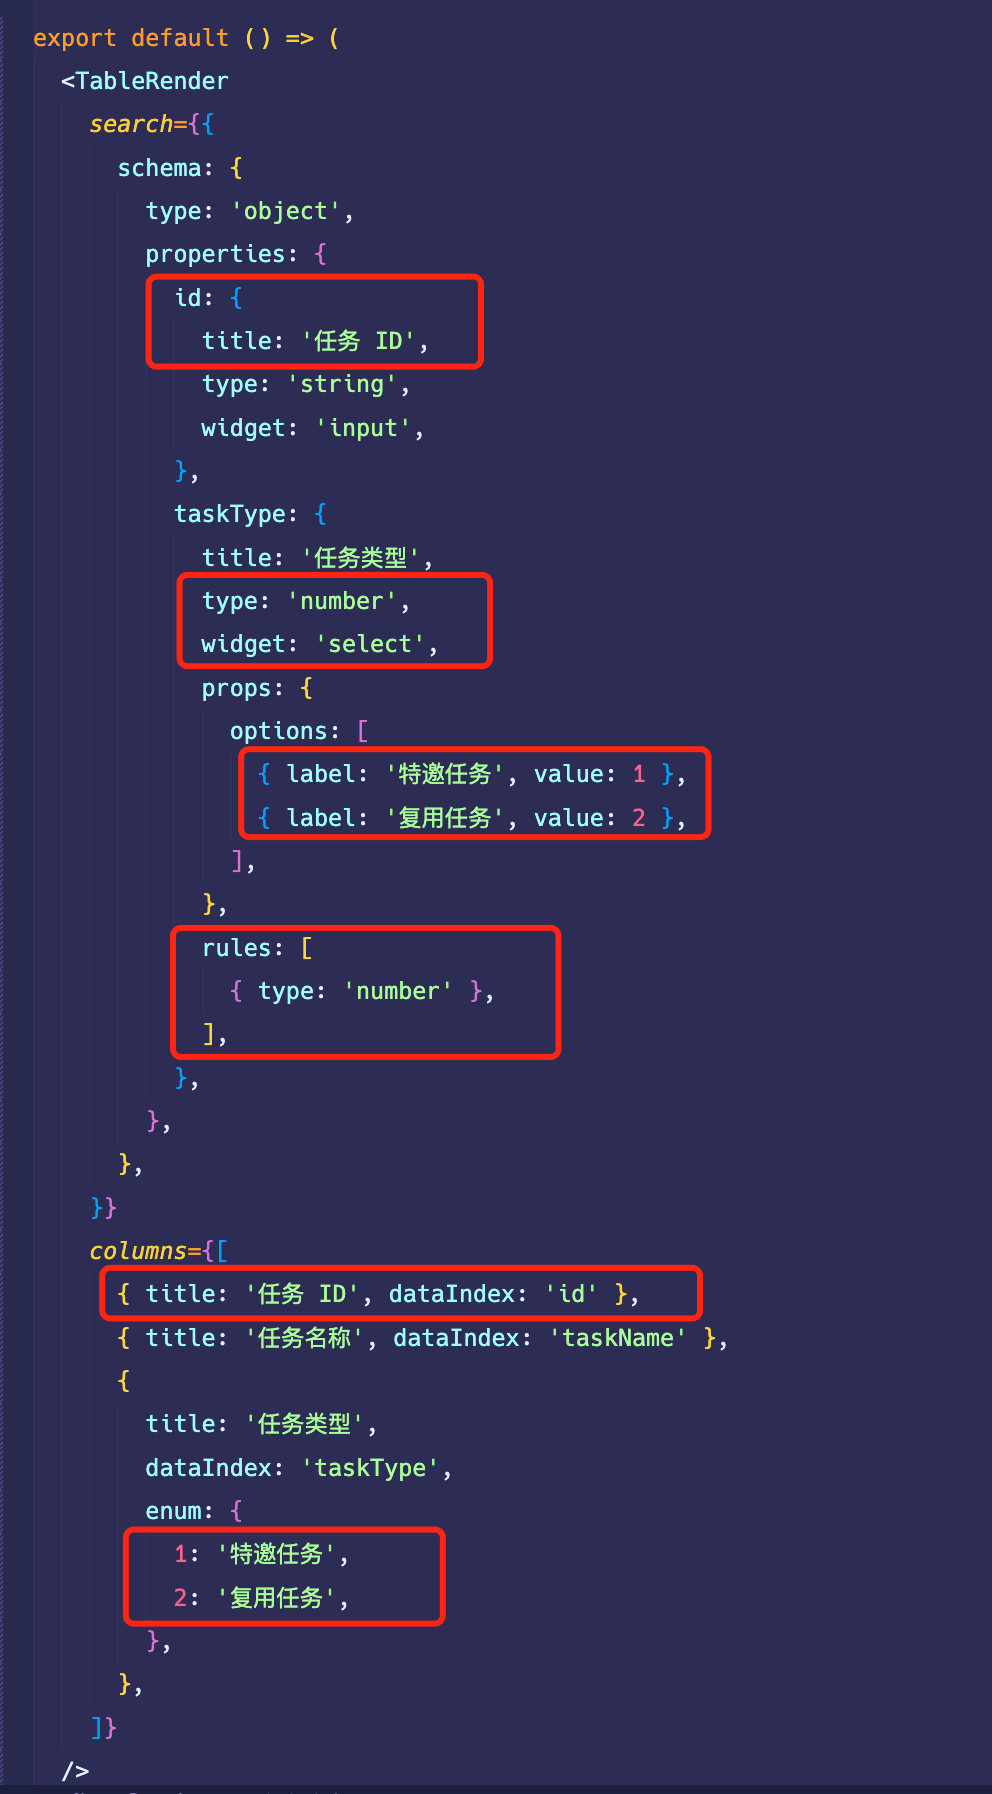 export default () => (
<TableRender
search={{
schema: {
type: 'object',
properties: {
id: {
title: '任务 ID',
type: 'string',
widget: 'input',
},
taskType: {
title: '任务类型',
type: 'number',
widget: 'select',
props: {
options: [
{ label: '特邀任务', value: 1 },
{ label: '复用任务', value: 2 },
],
},
rules: [
{ type: 'number' },
],
},
},
},
}}
columns={[
{ title: '任务 ID', dataIndex: 'id' },
{ title: '任务名称', dataIndex: 'taskName' },
{
title: '任务类型',
dataIndex: 'taskType',
enum: {
1: '特邀任务',
2: '复用任务',
},
},
]}
/>